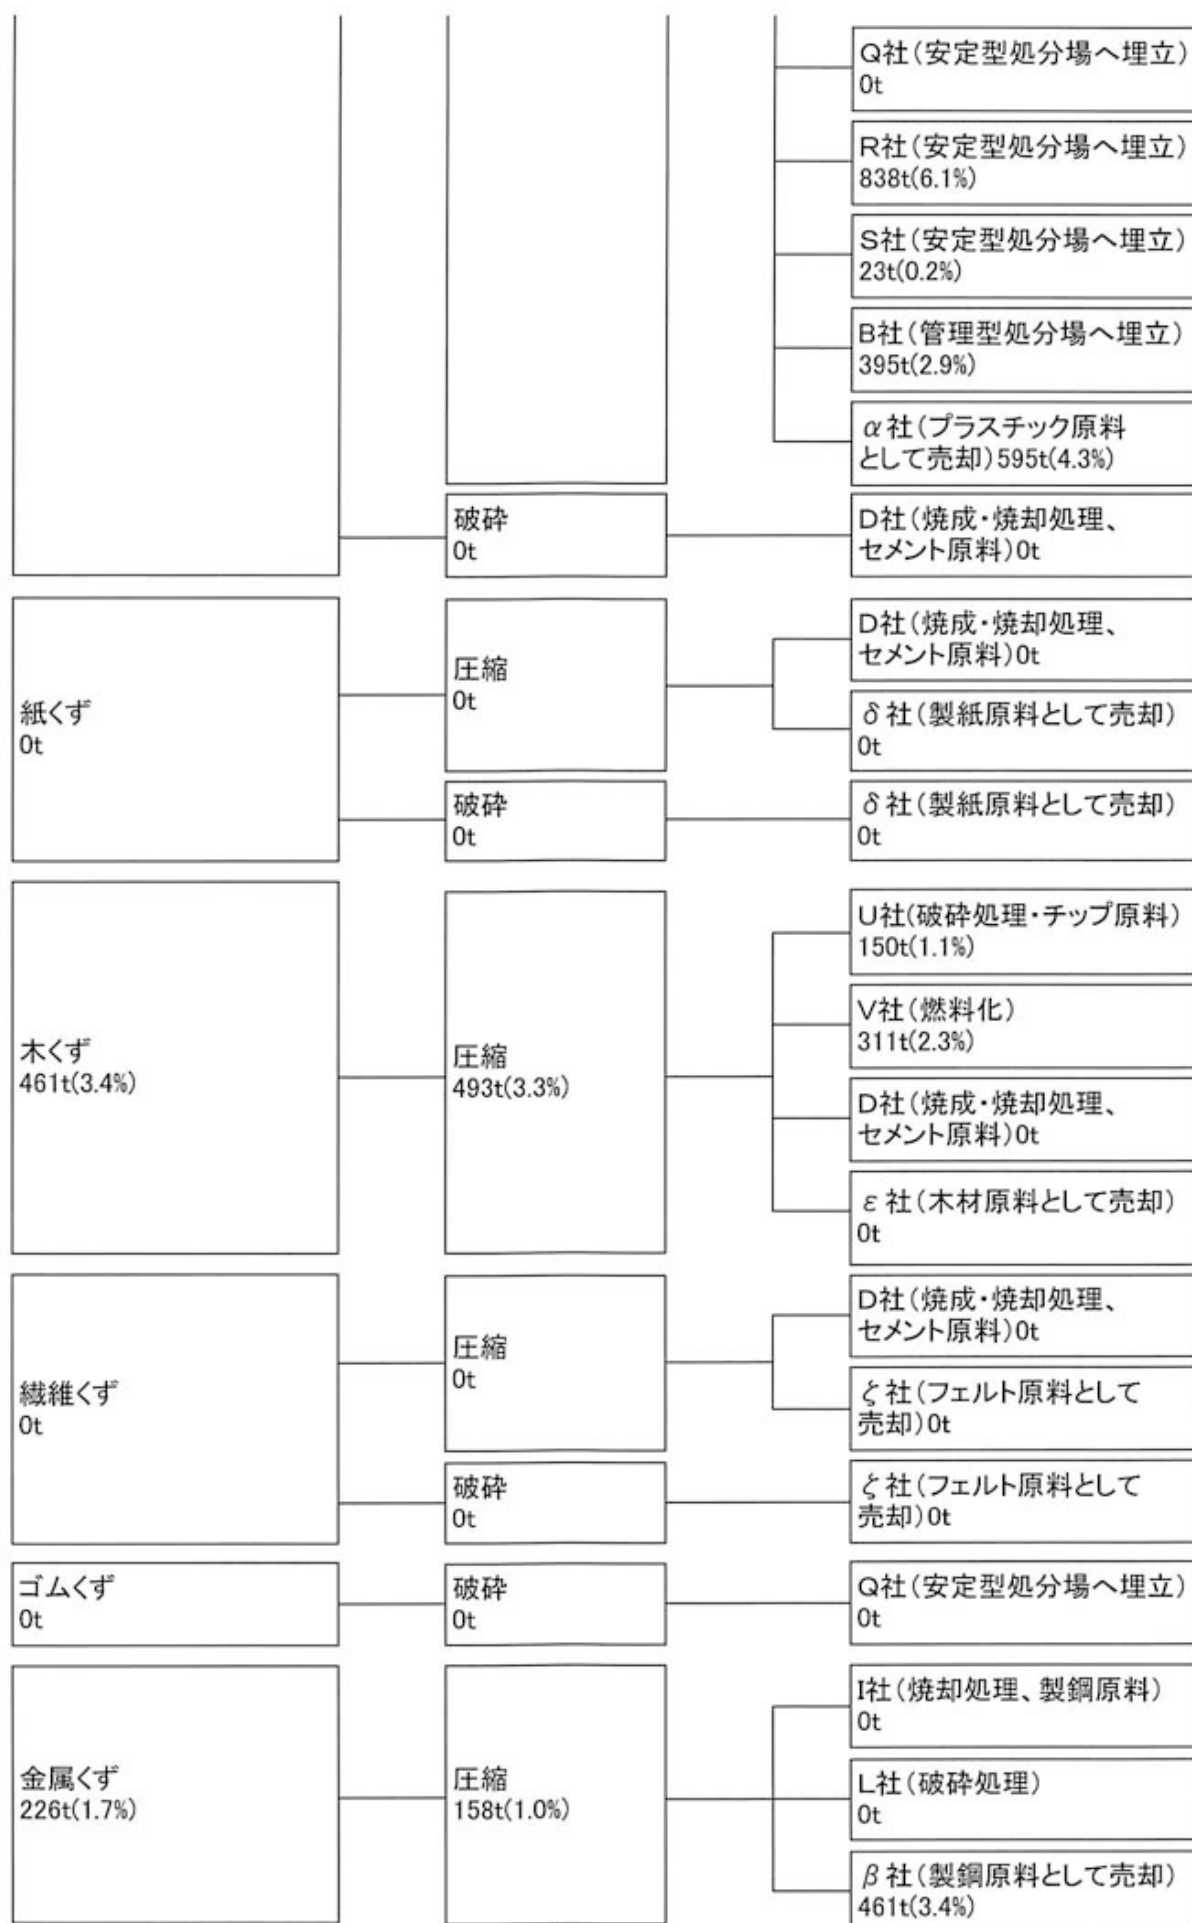 Q社(安定型処分場へ埋立)
0t
R社(安定型処分場へ埋立)
838t(6.1%)
S社(安定型処分場へ埋立)
23t(0.2%)
B社(管理型処分場へ埋立)
395t(2.9%)
α社(プラスチック原料
として売却)595t(4.3%)
破砕
0t
D社(焼成・焼却処理、
セメント原料)0t
紙くず
0t
圧縮
0t
D社(焼成・焼却処理、
セメント原料)0t
δ社(製紙原料として売却)
0t
破砕
0t
δ社(製紙原料として売却)
0t
木くず
461t(3.4%)
圧縮
493t(3.3%)
U社(破砕処理・チップ原料)
150t(1.1%)
V社(燃料化)
311t(2.3%)
D社(焼成・焼却処理、
セメント原料)0t
ε社(木材原料として売却)
0t
繊維くず
0t
圧縮
0t
D社(焼成・焼却処理、
セメント原料)0t
ζ社(フェルト原料として
売却)0t
破砕
0t
ζ社(フェルト原料として
売却)0t
ゴムくず
0t
破砕
0t
Q社(安定型処分場へ埋立)
0t
金属くず
226t(1.7%)
圧縮
158t(1.0%)
I社(焼却処理、製鋼原料)
0t
L社(破砕処理)
0t
β社(製鋼原料として売却)
461t(3.4%)